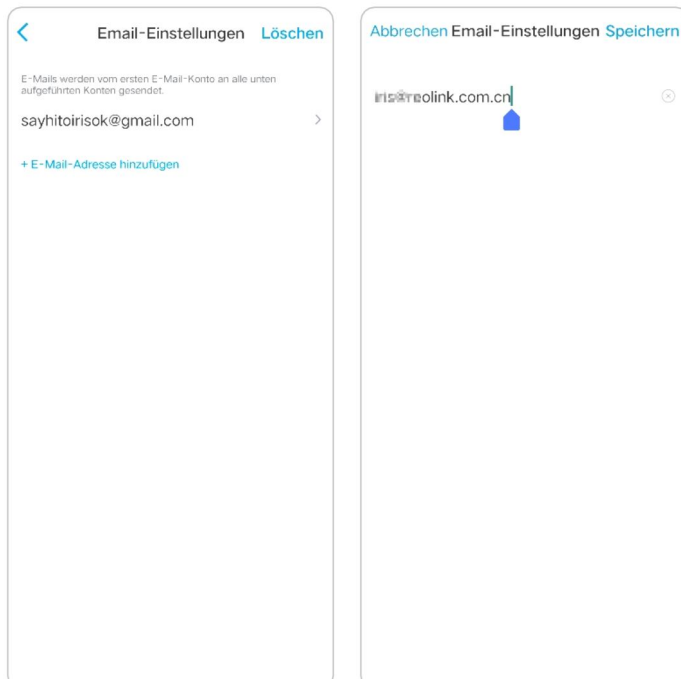 Email-Einstellungen Löschen
E-Mails werden vom ersten E-Mail-Konto an alle unten
aufgeführten Konten gesendet.
sayhitoirisok@gmail.com
+ E-Mail-Adresse hinzufügen
Abbrechen Email-Einstellungen Speichern
eolink.com.cn